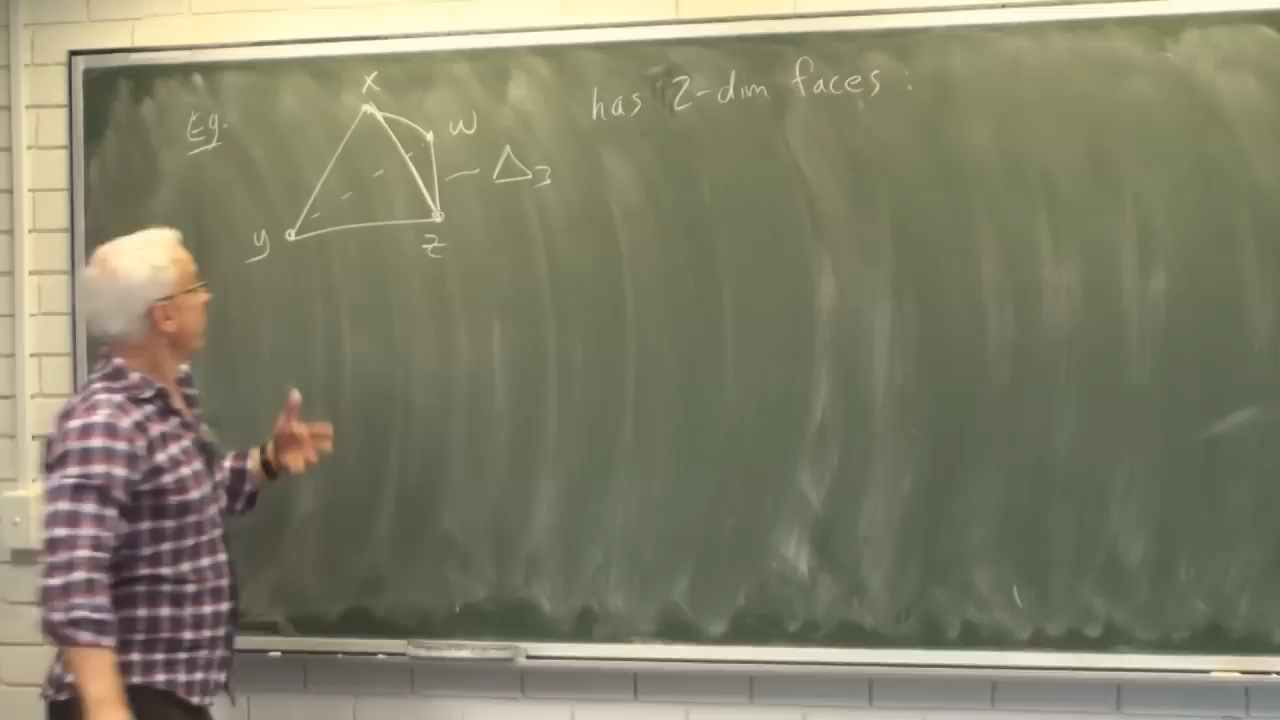 Eg.
x
w
y
z
– Δ₃
has 2-dim faces :